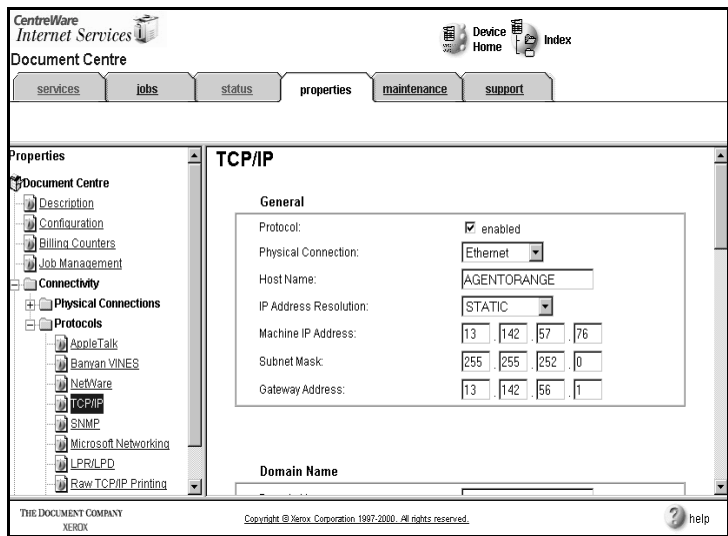 CentreWare
Internet Services
Document Centre
Device Home
Index
services
jobs
status
properties
maintenance
support
Properties
Document Centre
Description
Configuration
Billing Counters
Job Management
Connectivity
Physical Connections
Protocols
AppleTalk
Banyan VINES
NetWare
TCP/IP
SNMP
Microsoft Networking
LPR/LPD
Raw TCP/IP Printing
TCP/IP
General
Protocol: enabled
Physical Connection: Ethernet
Host Name: AGENTORANGE
IP Address Resolution: STATIC
Machine IP Address: 13 . 142 . 57 . 76
Subnet Mask: 255 . 255 . 252 . 0
Gateway Address: 13 . 142 . 56 . 1
Domain Name
THE DOCUMENT COMPANY
XEROX
Copyright © Xerox Corporation 1997-2000. All rights reserved.
? help